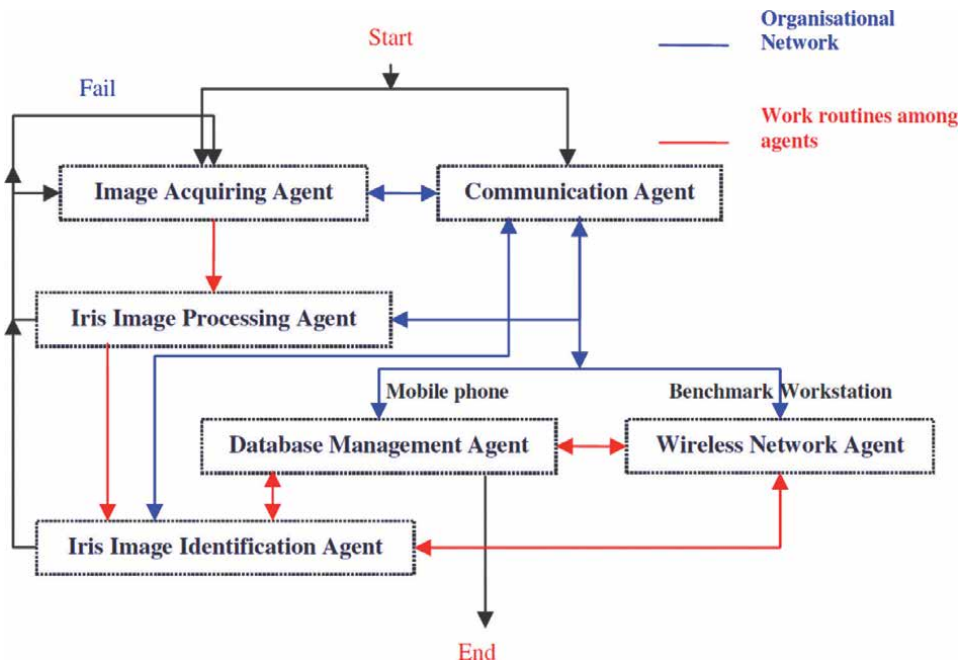 Organisational
Network
Start
Fail
Work routines among
agents
Image Acquiring Agent
Communication Agent
Iris Image Processing Agent
Mobile phone
Benchmark Workstation
Database Management Agent
Wireless Network Agent
Iris Image Identification Agent
End